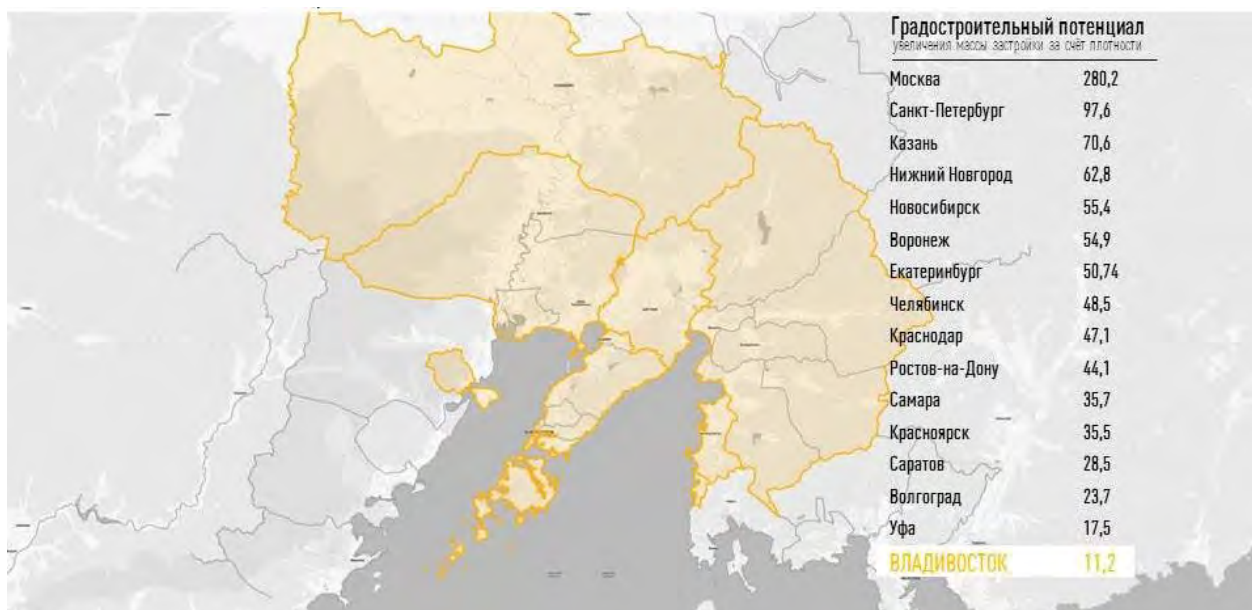 Градостроительный потенциал
увеличения массы застройки за счёт плотности
Москва 280,2
Санкт-Петербург 97,6
Казань 70,6
Нижний Новгород 62,8
Новосибирск 55,4
Воронеж 54,9
Екатеринбург 50,74
Челябинск 48,5
Краснодар 47,1
Ростов-на-Дону 44,1
Самара 35,7
Красноярск 35,5
Саратов 28,5
Волгоград 23,7
Уфа 17,5
ВЛАДИВОСТОК 11,2